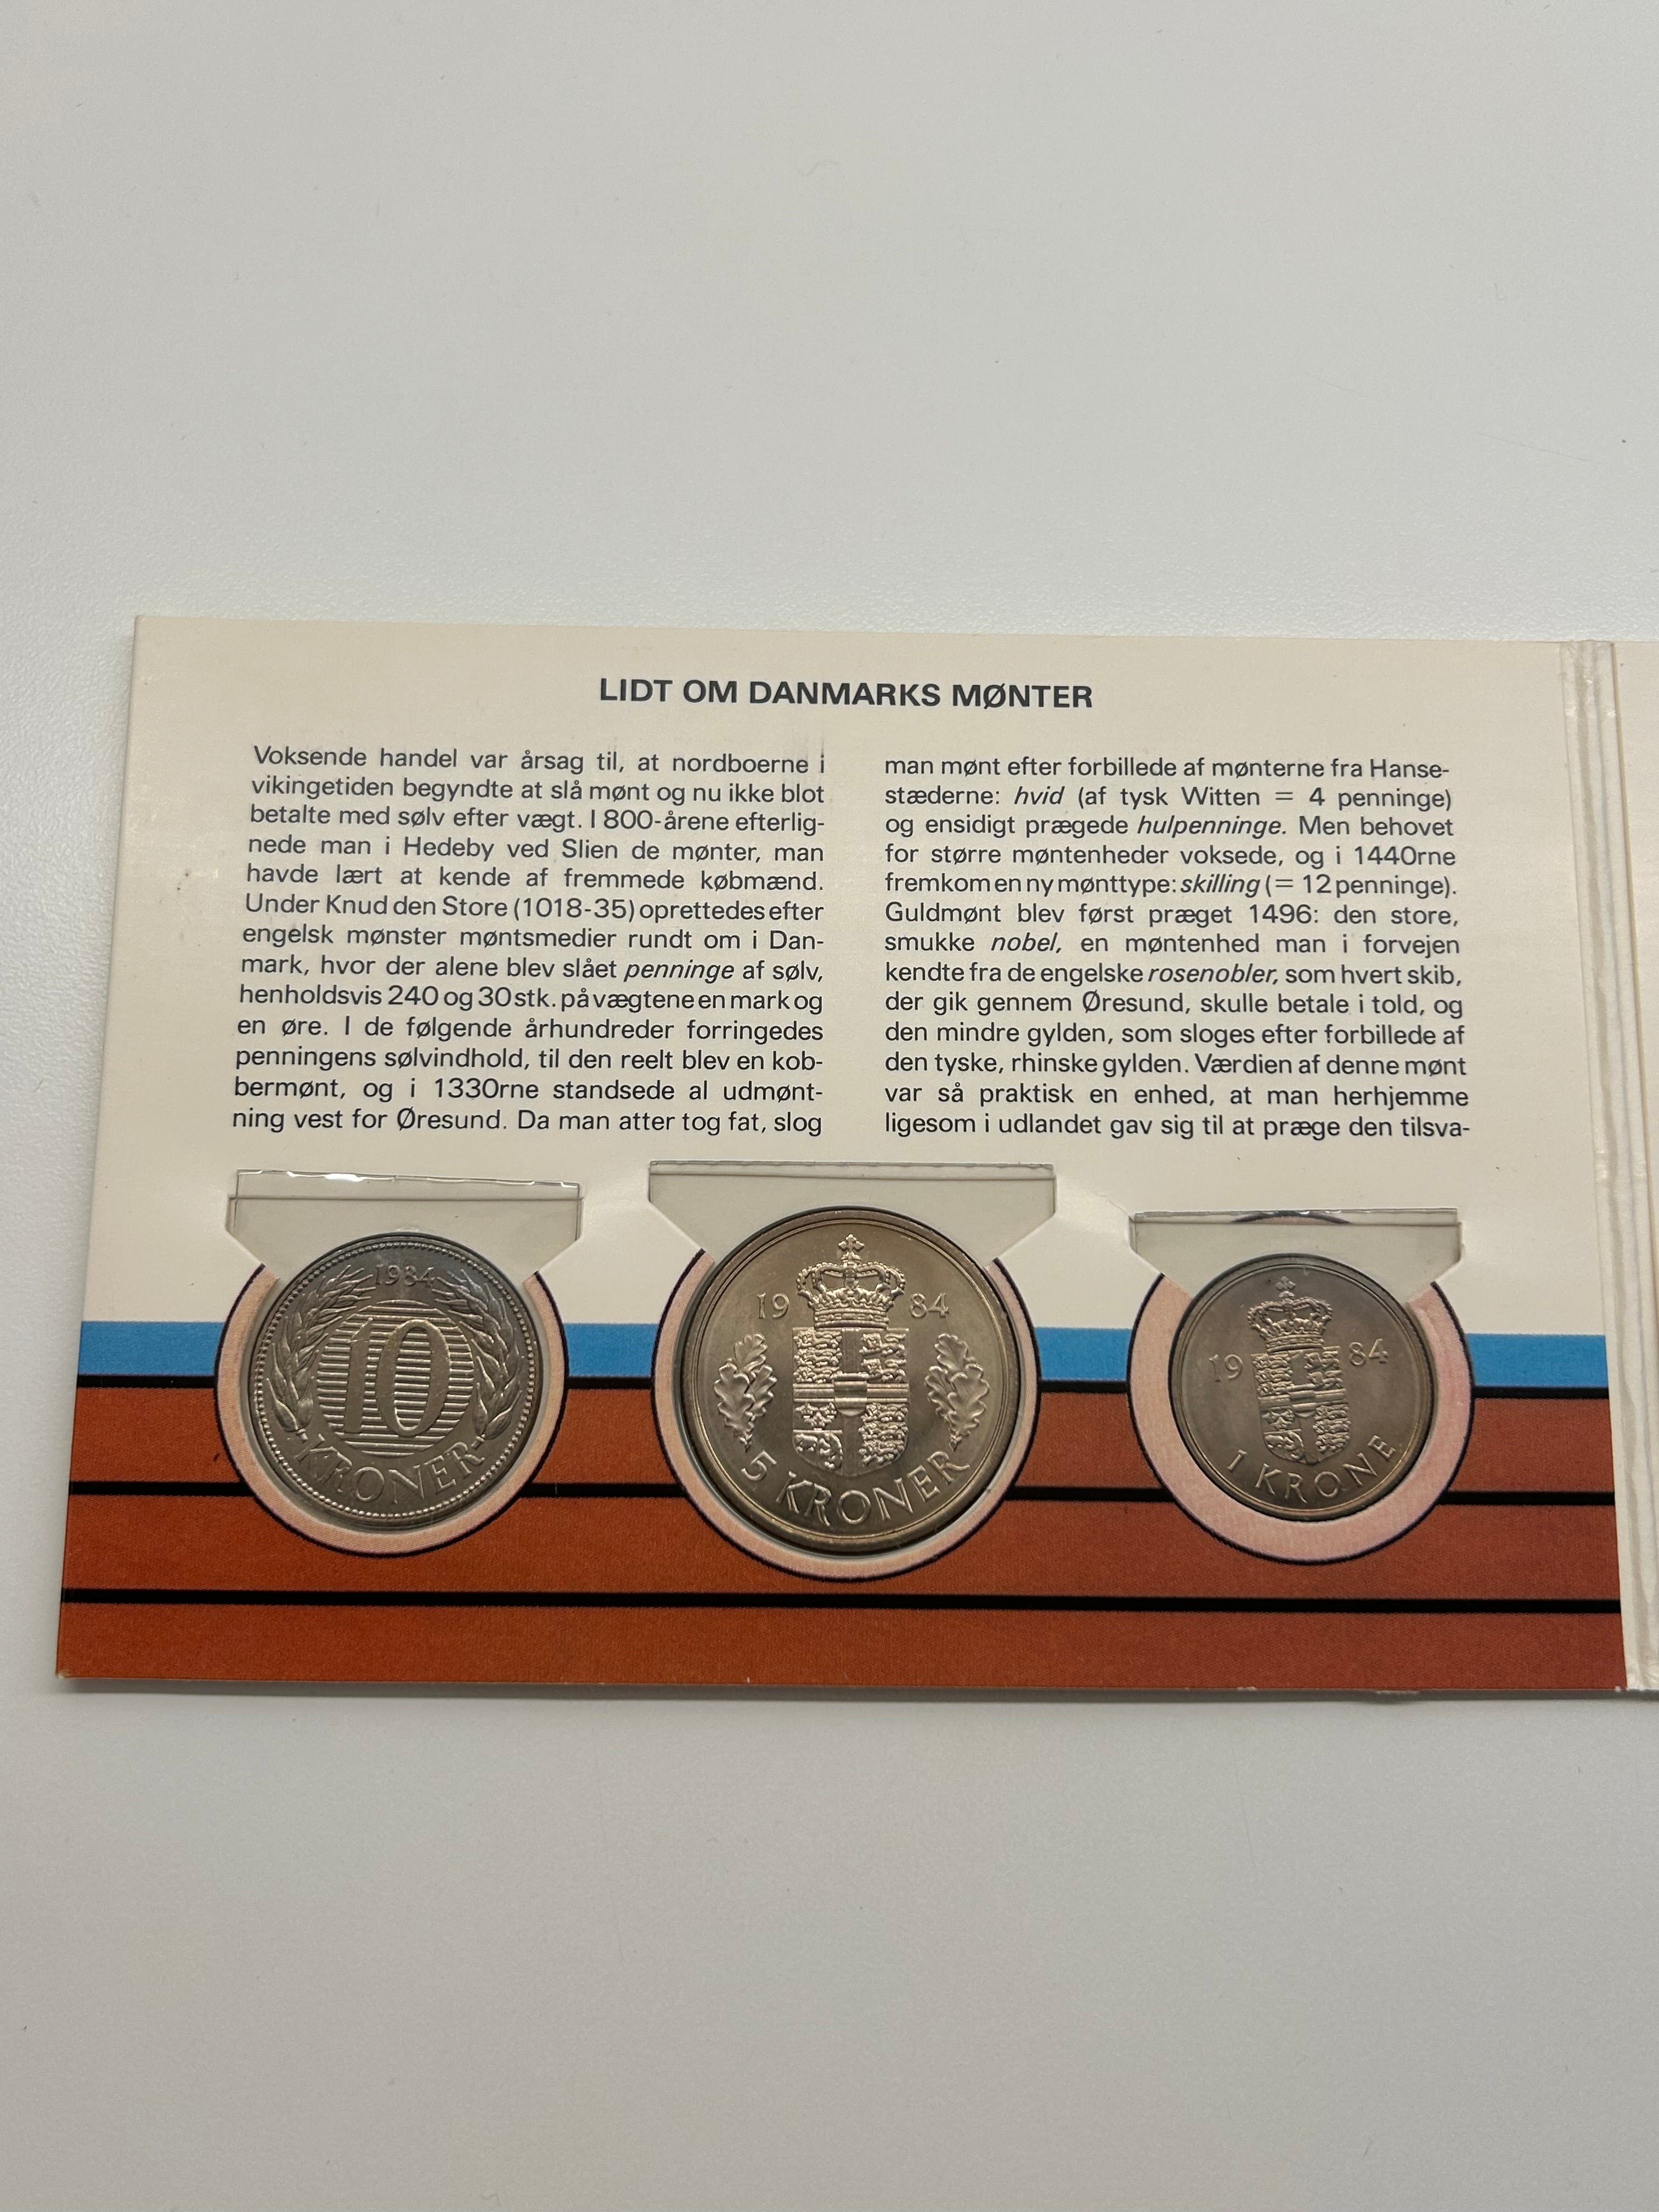 LIDT OM DANMARKS MØNTER
Voksende handel var årsag til, at nordboerne i
vikingetiden begyndte at slå mønt og nu ikke blot
betalte med sølv efter vægt. I 800-årene efterlig-
nede man i Hedeby ved Slien de mønter, man
havde lært at kende af fremmede købmænd.
Under Knud den Store (1018-35) oprettedes efter
engelsk mønster møntsmedier rundt om i Dan-
mark, hvor der alene blev slået penninge af sølv,
henholdsvis 240 og 30 stk. på vægtene en mark og
en øre. I de følgende århundreder forringedes
penningens sølvindhold, til den reelt blev en kob-
bermønt, og i 1330rne standsede al udmønt-
ning vest for Øresund. Da man atter tog fat, slog
man mønt efter forbillede af mønterne fra Hanse-
stæderne: hvid (af tysk Witten = 4 penninge)
og ensidigt prægede hulpenninge. Men behovet
for større møntenheder voksede, og i 1440rne
fremkom en ny mønttype: skilling (= 12 penninge).
Guldmønt blev først præget 1496: den store,
smukke nobel, en møntenhed man i forvejen
kendte fra de engelske rosenobler, som hvert skib,
der gik gennem Øresund, skulle betale i told, og
den mindre gylden, som sloges efter forbillede af
den tyske, rhinske gylden. Værdien af denne mønt
var så praktisk en enhed, at man herhjemme
ligesom i udlandet gav sig til at præge den tilsva-
1984
10
KRONER
19 84
5 KRONER
19 84
1 KRONE